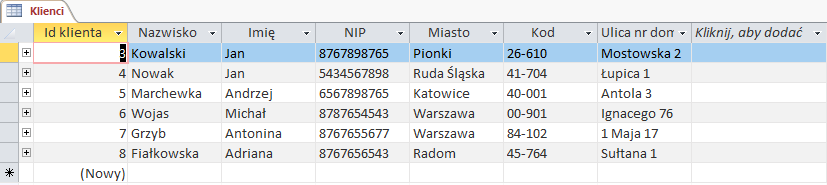 Klienci
Id klienta Nazwisko Imię NIP Miasto Kod Ulica nr dom Kliknij, aby dodać
3 Kowalski Jan 8767898765 Pionki 26-610 Mostowska 2
4 Nowak Jan 5434567898 Ruda Śląska 41-704 Łupica 1
5 Marchewka Andrzej 6567898765 Katowice 40-001 Antola 3
6 Wojas Michał 8787654543 Warszawa 00-901 Ignacego 76
7 Grzyb Antonina 8767655677 Warszawa 84-102 1 Maja 17
8 Fiałkowska Adriana 8767656543 Radom 45-764 Sułtana 1
(Nowy)